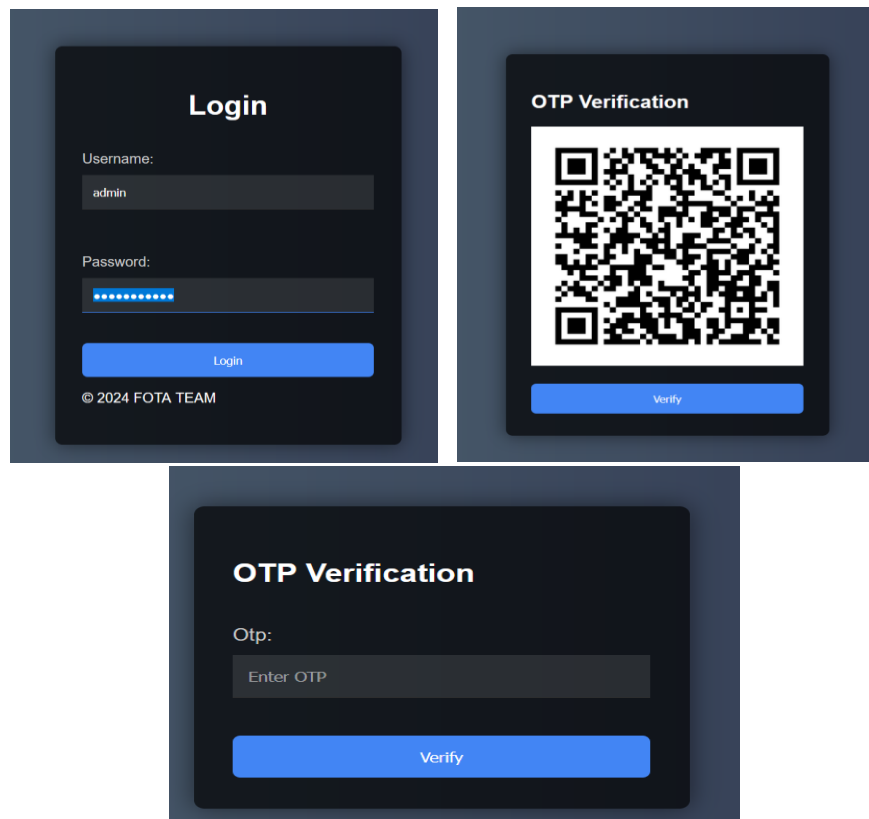 Login
Username:
admin
Password:
Login
© 2024 FOTA TEAM
OTP Verification
Verify
OTP Verification
Otp:
Enter OTP
Verify